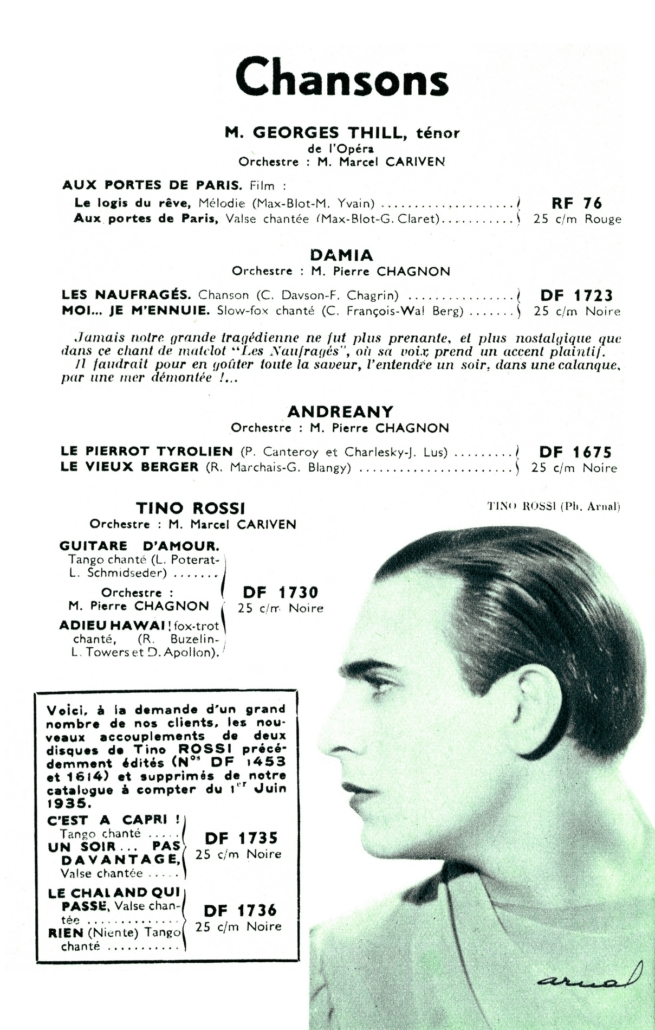 Chansons
M. GEORGES THILL, ténor
de l'Opéra
Orchestre : M. Marcel CARIVEN
AUX PORTES DE PARIS. Film :
Le logis du rêve, Mélodie (Max-Blot-M. Yvain) ....................
Aux portes de Paris, Valse chantée (Max-Blot-G. Claret)...........
RF 76
25 c/m Rouge
DAMIA
Orchestre : M. Pierre CHAGNON
LES NAUFRAGÉS. Chanson (C. Davson-F. Chagrin) ................
MOI... JE M'ENNUIE. Slow-fox chanté (C. François-Wal Berg) .......
DF 1723
25 c/m Noire
Jamais notre grande tragédienne ne fut plus prenante, et plus nostalgique que
dans ce chant de matelot “Les Naufragés”, où sa voix prend un accent plaintif.
Il faudrait pour en goûter toute la saveur, l'entendre un soir, dans une calanque,
par une mer démontée !...
ANDREANY
Orchestre : M. Pierre CHAGNON
LE PIERROT TYROLIEN (P. Canteroy et Charlesky-J. Lus) .........
LE VIEUX BERGER (R. Marchais-G. Blangy) .......................
DF 1675
25 c/m Noire
TINO ROSSI
Orchestre : M. Marcel CARIVEN
GUITARE D'AMOUR.
Tango chanté (L. Poterat-
L. Schmidseder) .......
Orchestre :
M. Pierre CHAGNON
ADIEU HAWAI ! fox-trot
chanté, (R. Buzelin-
L. Towers et D. Apollon).
DF 1730
25 c/m Noire
TINO ROSSI (Ph. Arnal)
Voici, à la demande d'un grand
nombre de nos clients, les nou-
veaux accouplements de deux
disques de Tino ROSSI précé-
demment édités (Nos DF 1453
et 1614) et supprimés de notre
catalogue à compter du 1er Juin
1935.
C'EST A CAPRI !
Tango chanté .....
UN SOIR... PAS
DAVANTAGE,
Valse chantée .....
DF 1735
25 c/m Noire
LE CHALAND QUI
PASSE, Valse chan-
tée ..............
RIEN (Niente) Tango
chanté ...........
DF 1736
25 c/m Noire
arnal